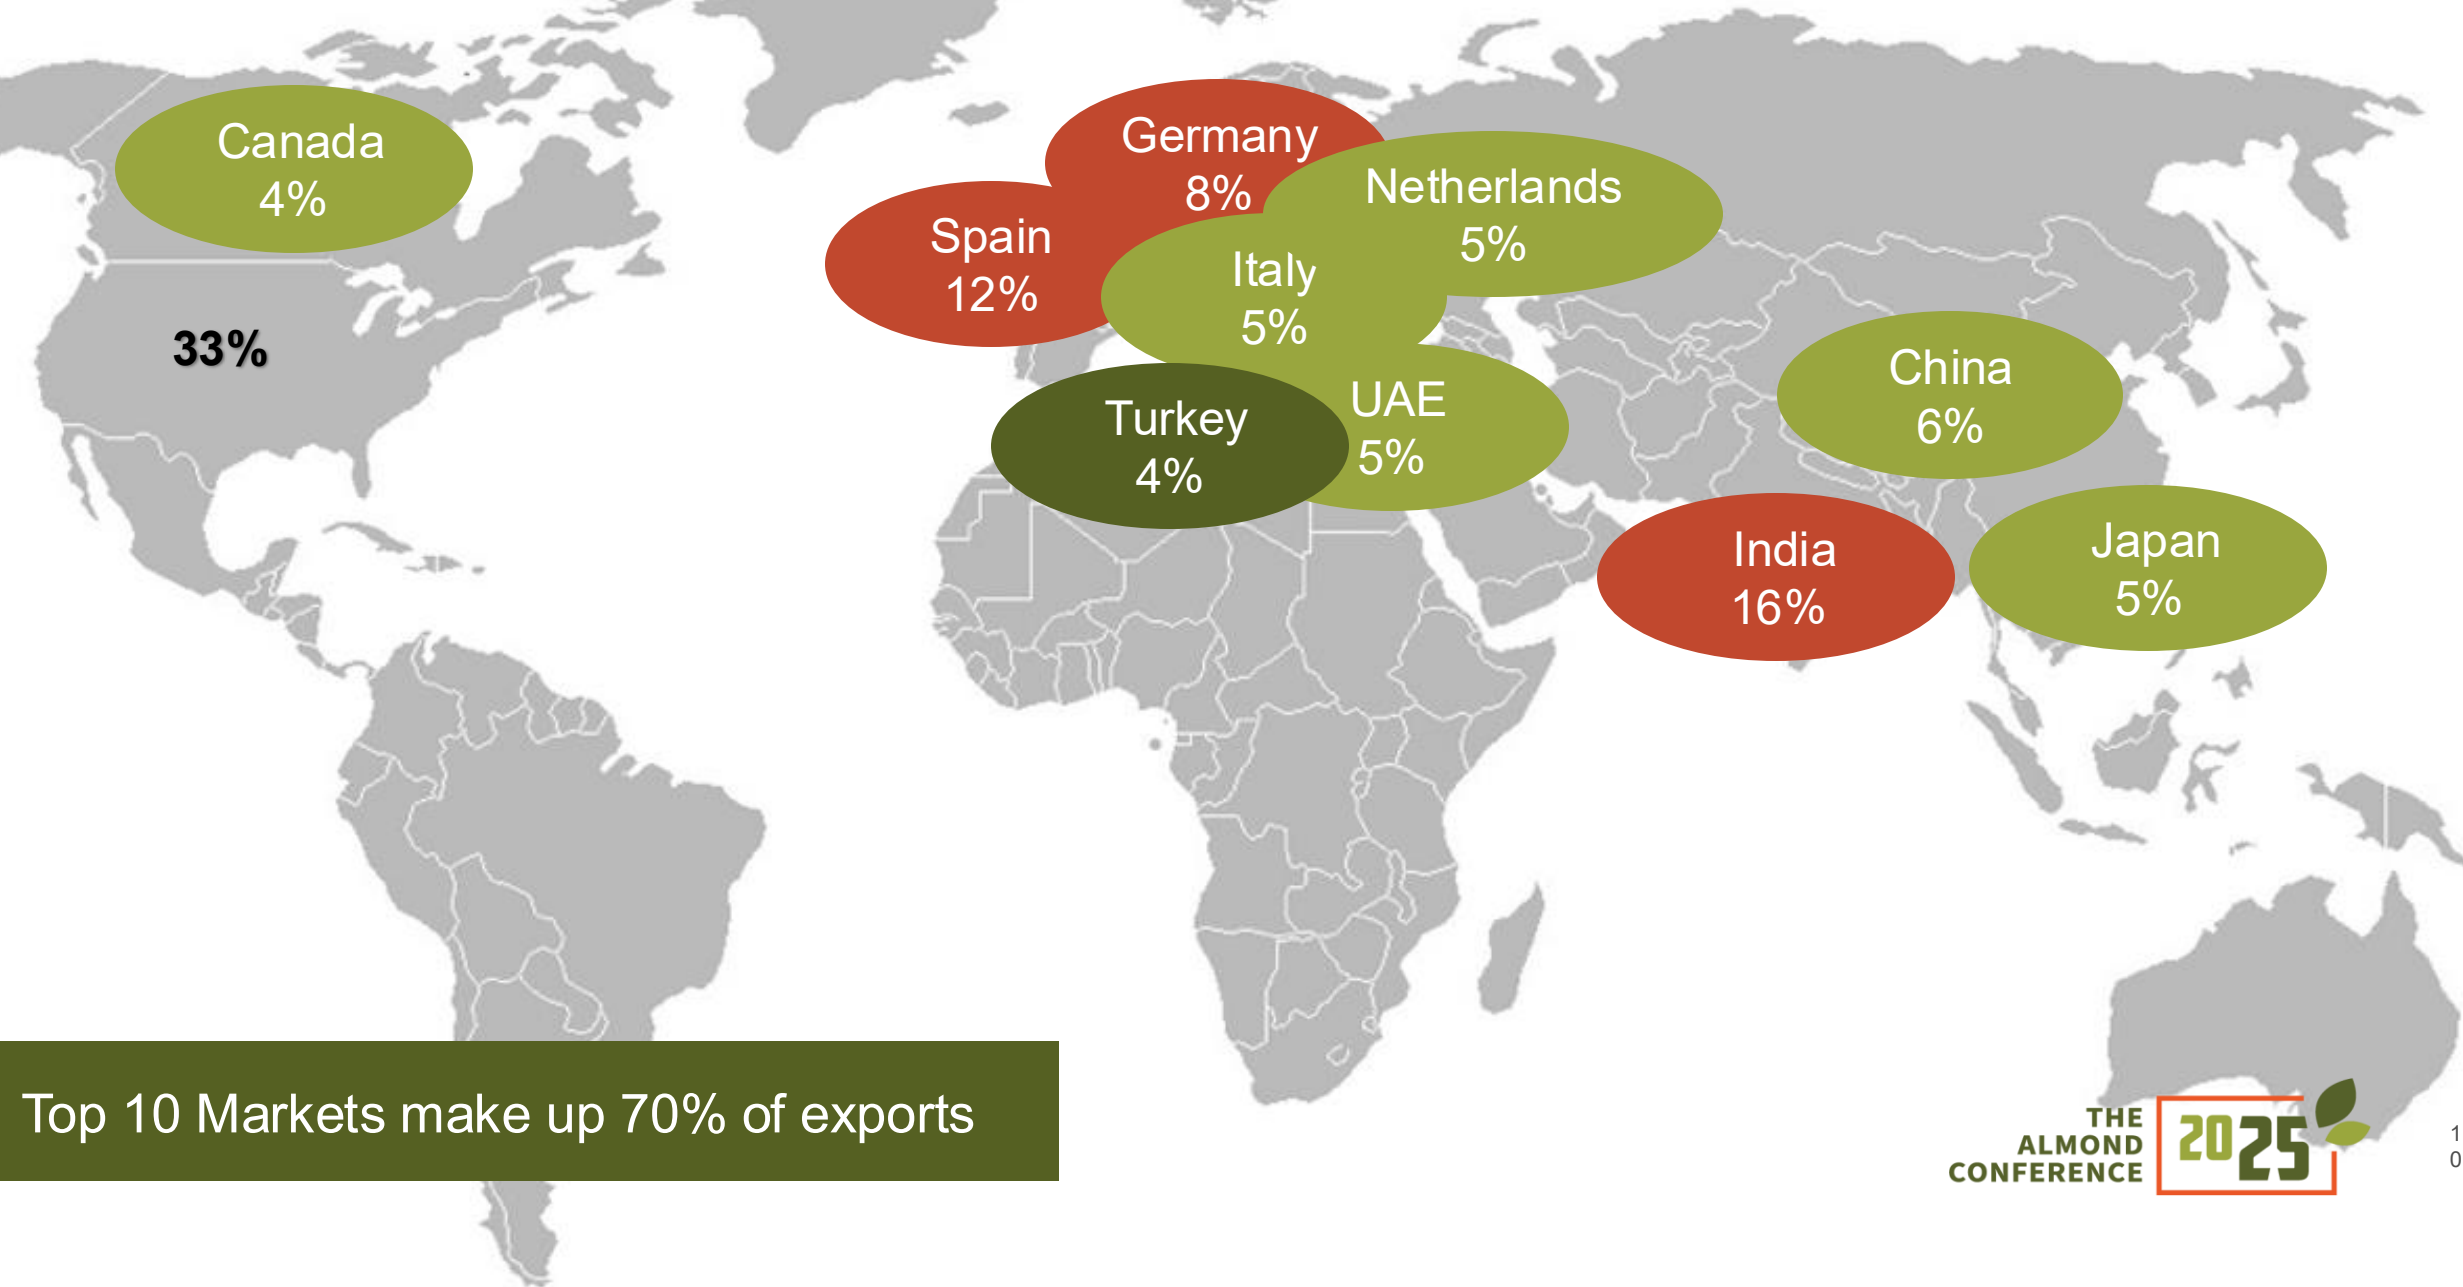 Canada
4%
33%
Germany
8%
Netherlands
5%
Spain
12%
Italy
5%
Turkey
4%
UAE
5%
China
6%
India
16%
Japan
5%
Top 10 Markets make up 70% of exports
THE
ALMOND
CONFERENCE
2025
1
0